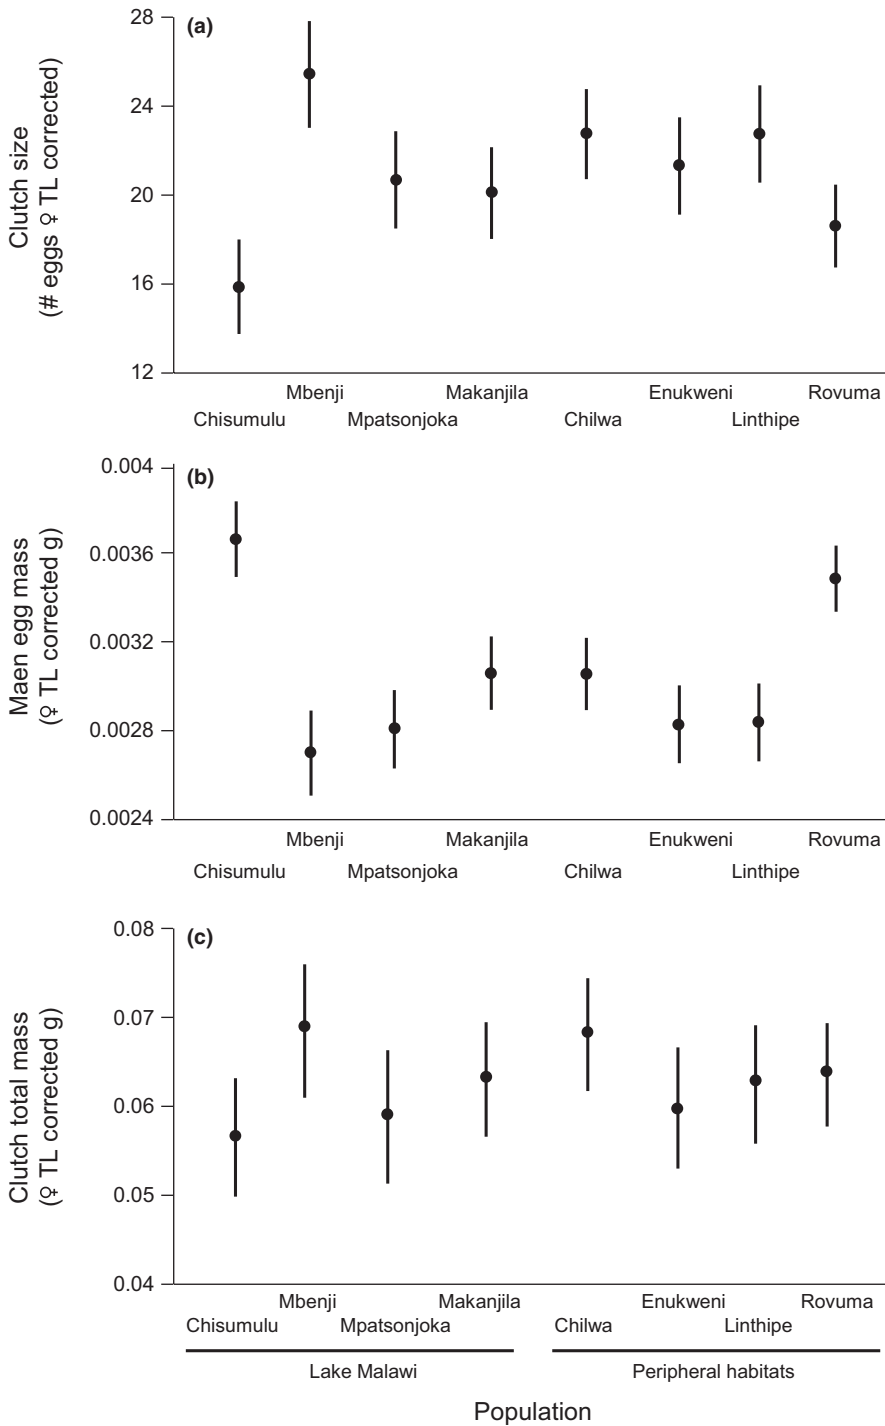 (a)
Clutch size
(# eggs ♀ TL corrected)
28
24
20
16
12
Mbenji Makanjila Enukweni Rovuma
Chisumulu Mpatsonjoka Chilwa Linthipe
(b)
Maen egg mass
(♀ TL corrected g)
0.004
0.0036
0.0032
0.0028
0.0024
Mbenji Makanjila Enukweni Rovuma
Chisumulu Mpatsonjoka Chilwa Linthipe
(c)
Clutch total mass
(♀ TL corrected g)
0.08
0.07
0.06
0.05
0.04
Mbenji Makanjila Enukweni Rovuma
Chisumulu Mpatsonjoka Chilwa Linthipe
Lake Malawi Peripheral habitats
Population